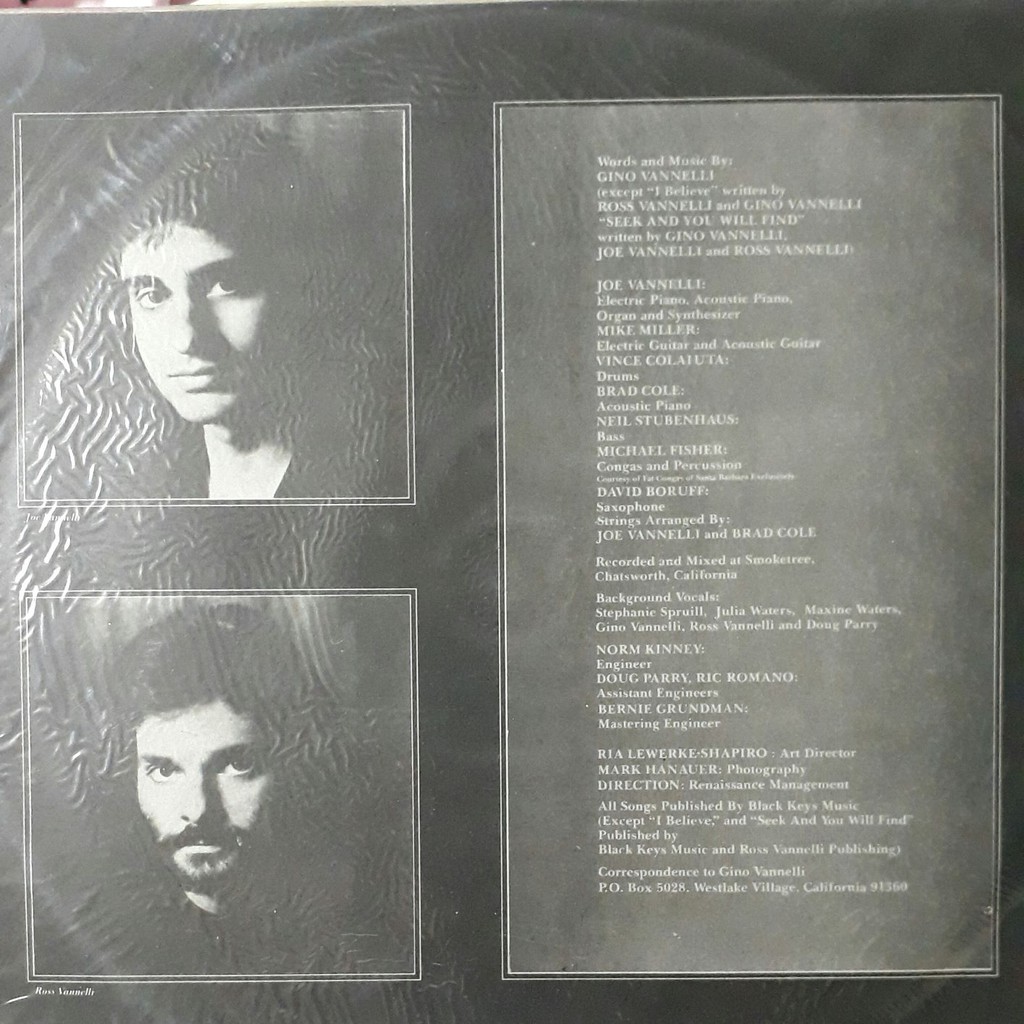 Joe Vannelli
Ross Vannelli
Words and Music By:
GINO VANNELLI
(except "I Believe" written by
ROSS VANNELLI and GINO VANNELLI
"SEEK AND YOU WILL FIND"
written by GINO VANNELLI,
JOE VANNELLI and ROSS VANNELLI)
JOE VANNELLI:
Electric Piano, Acoustic Piano,
Organ and Synthesizer
MIKE MILLER:
Electric Guitar and Acoustic Guitar
VINCE COLAIUTA:
Drums
BRAD COLE:
Acoustic Piano
NEIL STUBENHAUS:
Bass
MICHAEL FISHER:
Congas and Percussion
Courtesy of Fat Congas of Santa Barbara Exclusively
DAVID BORUFF:
Saxophone
Strings Arranged By:
JOE VANNELLI and BRAD COLE
Recorded and Mixed at Smoketree,
Chatsworth, California
Background Vocals:
Stephanie Spruill, Julia Waters, Maxine Waters,
Gino Vannelli, Ross Vannelli and Doug Parry
NORM KINNEY:
Engineer
DOUG PARRY, RIC ROMANO:
Assistant Engineers
BERNIE GRUNDMAN:
Mastering Engineer
RIA LEWERKE-SHAPIRO : Art Director
MARK HANAUER: Photography
DIRECTION: Renaissance Management
All Songs Published By Black Keys Music
(Except "I Believe," and "Seek And You Will Find"
Published by
Black Keys Music and Ross Vannelli Publishing)
Correspondence to Gino Vannelli
P.O. Box 5028, Westlake Village, California 91360